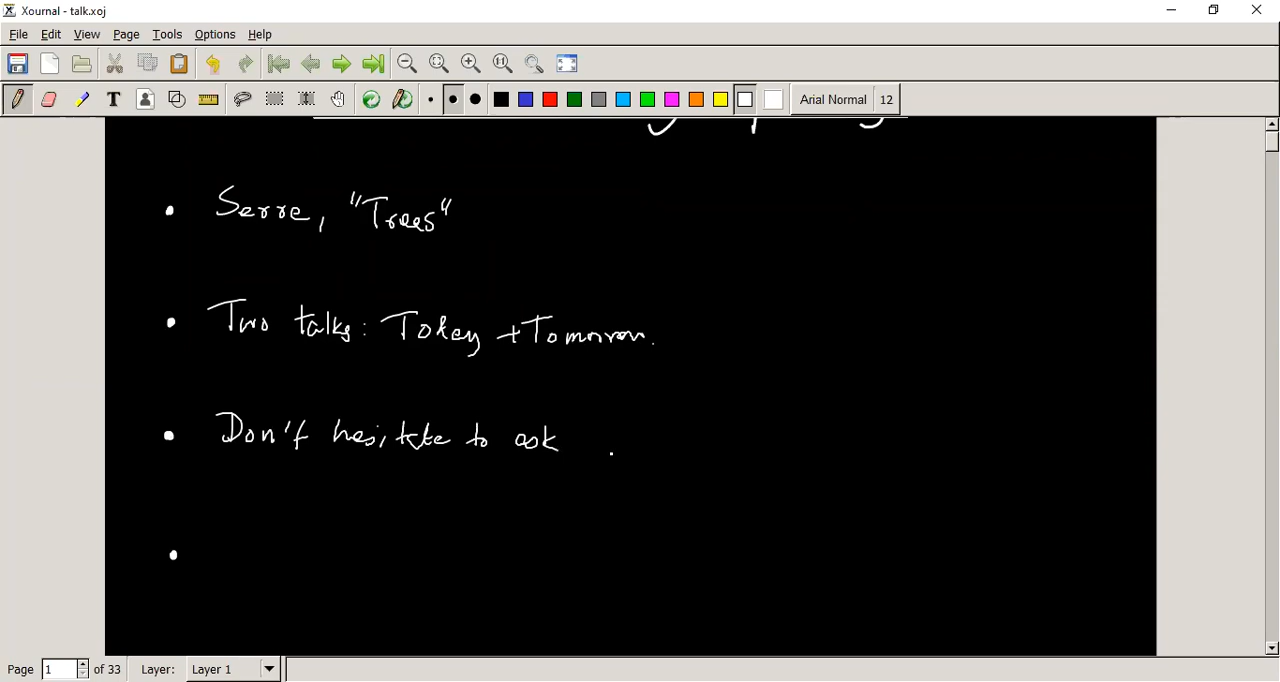 Xournal - talk.xoj
File Edit View Page Tools Options Help
Arial Normal 12
• Serre, "Trees"
• Two talks: Today + Tomorrow.
• Don't hesitate to ask .
•
Page 1 of 33 Layer: Layer 1